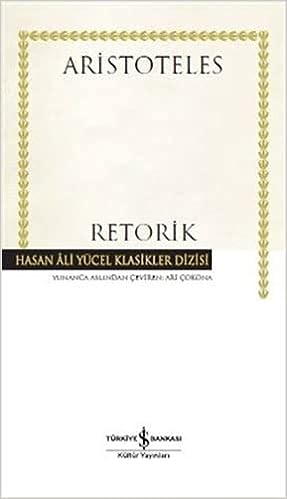 ARİSTOTELES
RETORİK
HASAN ÂLİ YÜCEL KLASİKLER DİZİSİ
YUNANCA ASLINDAN ÇEVİREN: ARİ ÇOKONA
TÜRKİYE İŞ BANKASI
Kültür Yayınları